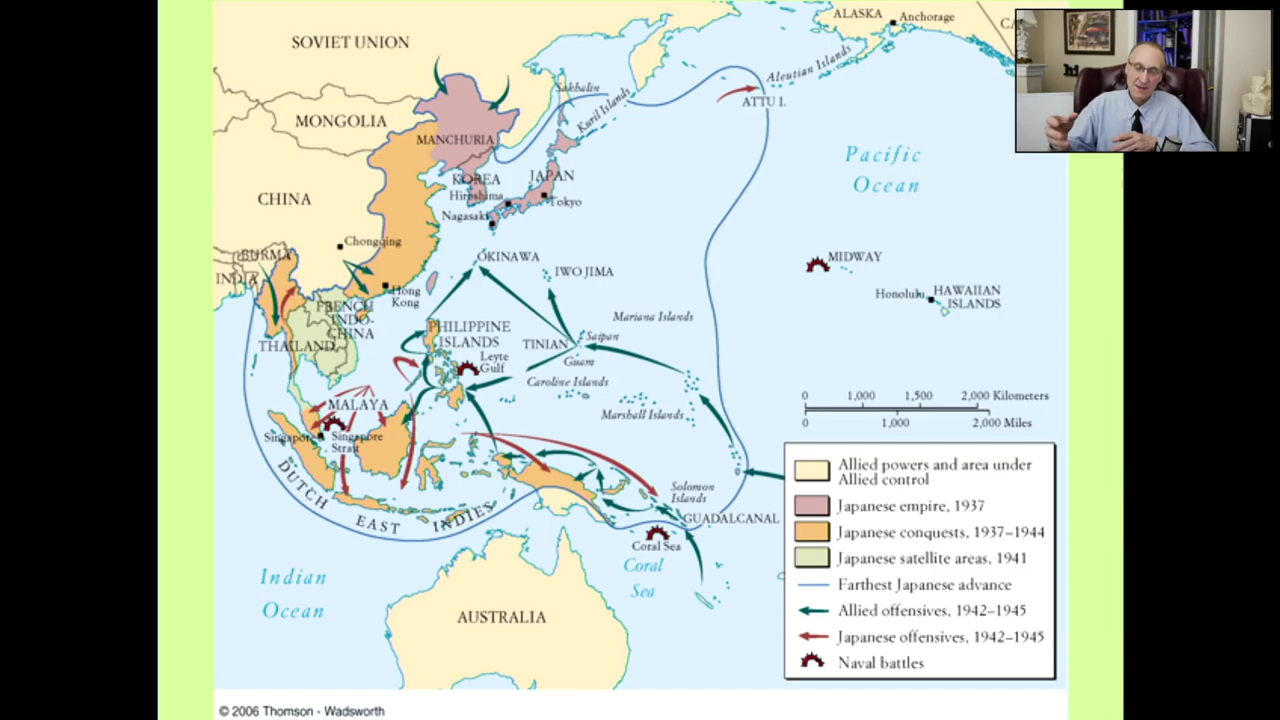 SOVIET UNION
ALASKA
Anchorage
Aleutian Islands
Sakhalin
Kuril Islands
ATTU I.
MONGOLIA
MANCHURIA
Pacific
Ocean
KOREA
JAPAN
Hiroshima
Tokyo
Nagasaki
CHINA
Chongqing
BURMA
INDIA
OKINAWA
IWO JIMA
MIDWAY
Hong
Kong
Honolulu
HAWAIIAN
ISLANDS
FRENCH
INDO-
CHINA
THAILAND
PHILIPPINE
ISLANDS
Mariana Islands
TINIAN
Saipan
Guam
Leyte
Gulf
Caroline Islands
Marshall Islands
0 1,000 2,000 Kilometers
0 1,000 2,000 Miles
MALAYA
Singapore
Singapore
Strait
DUTCH EAST INDIES
Solomon
Islands
GUADALCANAL
Coral Sea
Coral
Sea
Indian
Ocean
AUSTRALIA
Allied powers and area under
Allied control
Japanese empire, 1937
Japanese conquests, 1937–1944
Japanese satellite areas, 1941
Farthest Japanese advance
Allied offensives, 1942–1945
Japanese offensives, 1942–1945
Naval battles
© 2006 Thomson - Wadsworth